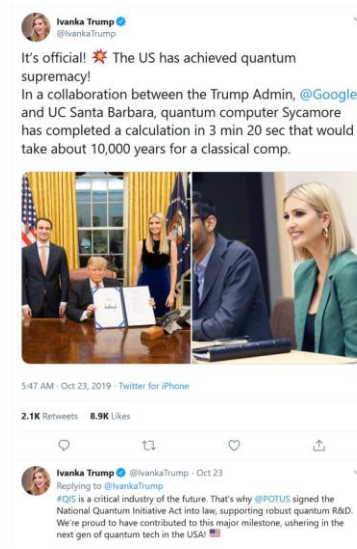 Ivanka Trump
@IvankaTrump
It's official! 💥 The US has achieved quantum
supremacy!
In a collaboration between the Trump Admin, @Google
and UC Santa Barbara, quantum computer Sycamore
has completed a calculation in 3 min 20 sec that would
take about 10,000 years for a classical comp.
5:47 AM · Oct 23, 2019 · Twitter for iPhone
2.1K Retweets 8.9K Likes
Ivanka Trump @IvankaTrump · Oct 23
Replying to @IvankaTrump
#QIS is a critical industry of the future. That's why @POTUS signed the
National Quantum Initiative Act into law, supporting robust quantum R&D.
We're proud to have contributed to this major milestone, ushering in the
next gen of quantum tech in the USA! 🇺🇸